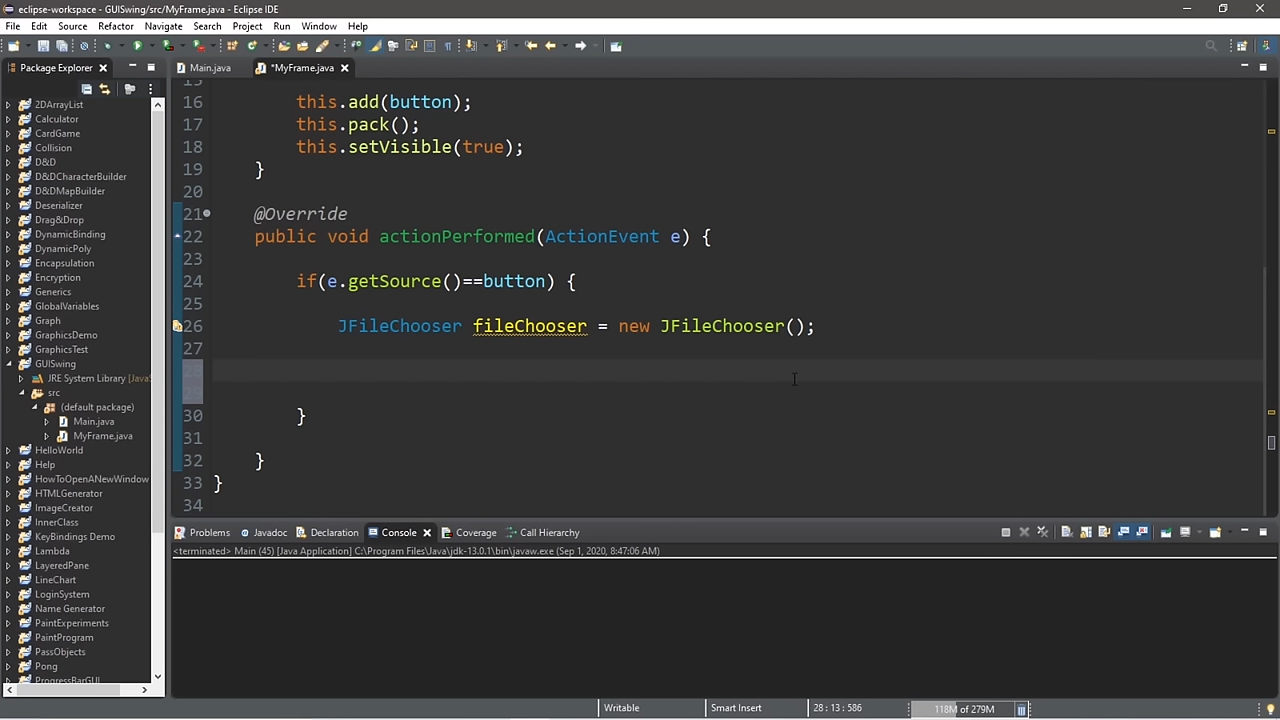 eclipse-workspace - GUISwing/src/MyFrame.java - Eclipse IDE
File Edit Source Refactor Navigate Search Project Run Window Help
Package Explorer
Main.java
*MyFrame.java
2DArrayList
Calculator
CardGame
Collision
D&D
D&DCharacterBuilder
D&DMapBuilder
Deserializer
Drag&Drop
DynamicBinding
DynamicPoly
Encapsulation
Encryption
Generics
GlobalVariables
Graph
GraphicsDemo
GraphicsTest
GUISwing
JRE System Library [JavaS
src
(default package)
Main.java
MyFrame.java
HelloWorld
Help
HowToOpenANewWindow
HTMLGenerator
ImageCreator
InnerClass
KeyBindings Demo
Lambda
LayeredPane
LineChart
LoginSystem
Name Generator
PaintExperiments
PaintProgram
PassObjects
Pong
ProgressBarGUI
15
16 this.add(button);
17 this.pack();
18 this.setVisible(true);
19 }
20
21 @Override
22 public void actionPerformed(ActionEvent e) {
23
24 if(e.getSource()==button) {
25
26 JFileChooser fileChooser = new JFileChooser();
27
28
29
30 }
31
32 }
33 }
34
Problems Javadoc Declaration Console Coverage Call Hierarchy
<terminated> Main (45) [Java Application] C:\Program Files\Java\jdk-13.0.1\bin\javaw.exe (Sep 1, 2020, 8:47:06 AM)
Writable Smart Insert 28 : 13 : 586 118M of 279M